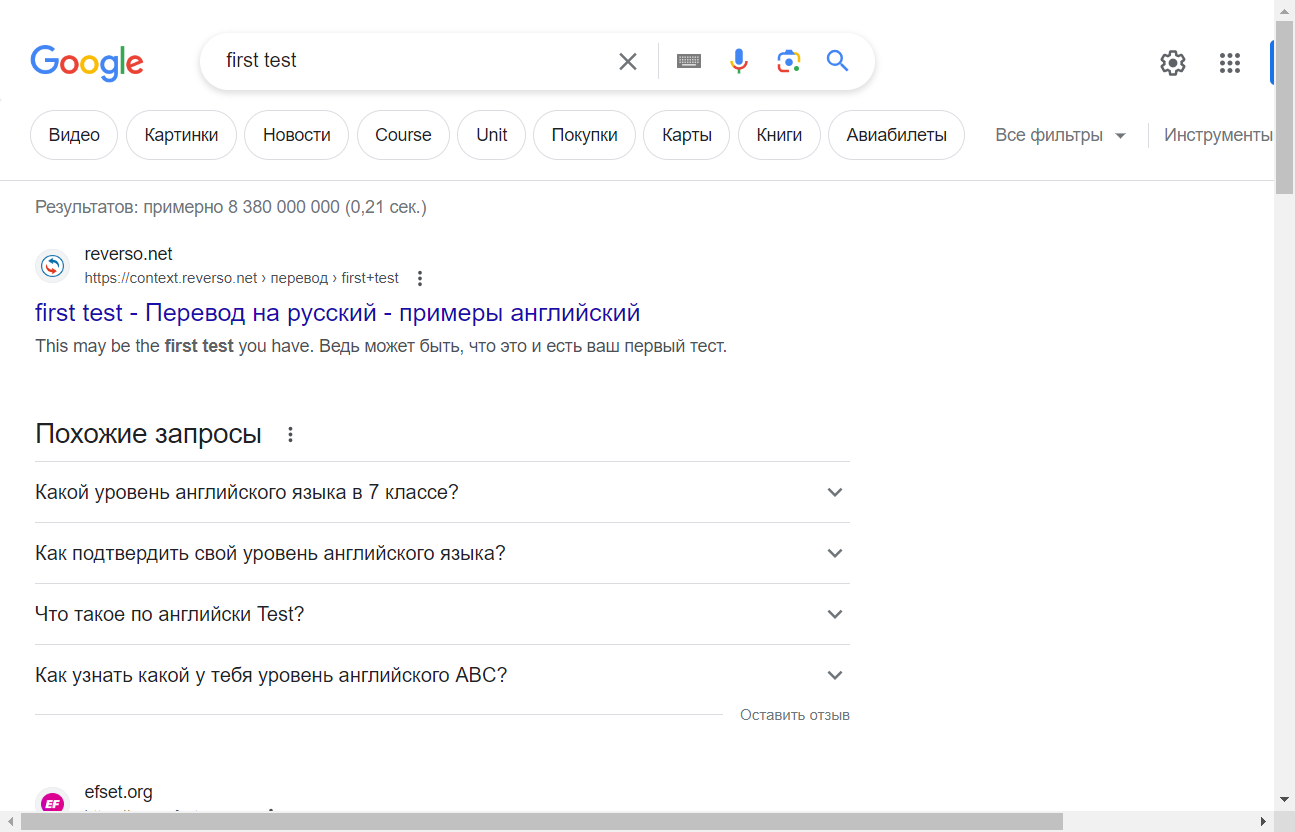 Google
first test
Видео
Картинки
Новости
Course
Unit
Покупки
Карты
Книги
Авиабилеты
Все фильтры
Инструменты
Результатов: примерно 8 380 000 000 (0,21 сек.)
reverso.net
https://context.reverso.net › перевод › first+test
first test - Перевод на русский - примеры английский
This may be the first test you have. Ведь может быть, что это и есть ваш первый тест.
Похожие запросы
Какой уровень английского языка в 7 классе?
Как подтвердить свой уровень английского языка?
Что такое по английски Test?
Как узнать какой у тебя уровень английского ABC?
Оставить отзыв
efset.org
EF